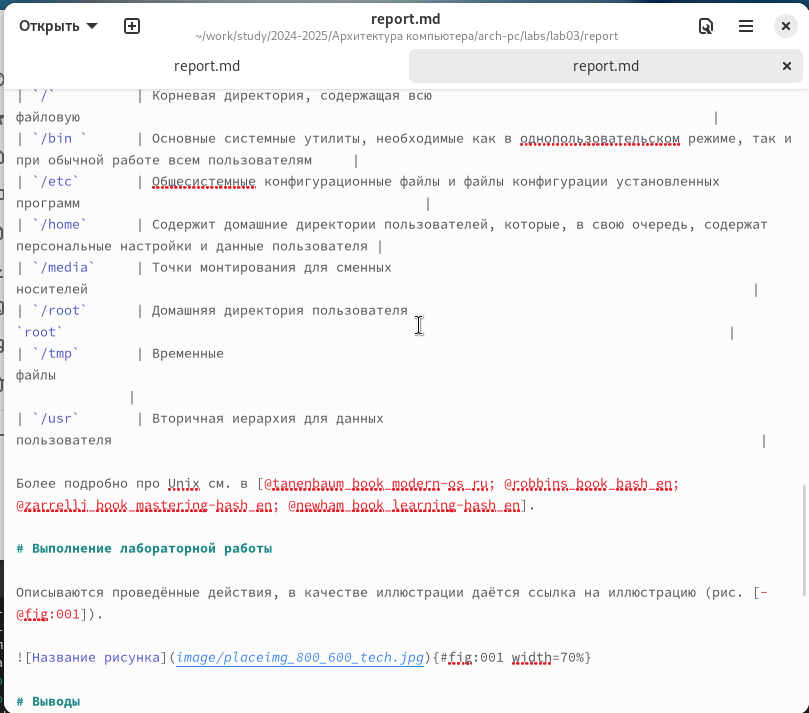 Открыть
report.md
~/work/study/2024-2025/Архитектура компьютера/arch-pc/labs/lab03/report
report.md
report.md
| `/` | Корневая директория, содержащая всю
файловую |
| `/bin ` | Основные системные утилиты, необходимые как в однопользовательском режиме, так и
при обычной работе всем пользователям |
| `/etc` | Общесистемные конфигурационные файлы и файлы конфигурации установленных
программ |
| `/home` | Содержит домашние директории пользователей, которые, в свою очередь, содержат
персональные настройки и данные пользователя |
| `/media` | Точки монтирования для сменных
носителей |
| `/root` | Домашняя директория пользователя
`root` |
| `/tmp` | Временные
файлы
|
| `/usr` | Вторичная иерархия для данных
пользователя |
Более подробно про Unix см. в [@tanenbaum_book_modern-os_ru; @robbins_book_bash_en;
@zarrelli_book_mastering-bash_en; @newham_book_learning-bash_en].
# Выполнение лабораторной работы
Описываются проведённые действия, в качестве иллюстрации даётся ссылка на иллюстрацию (рис. [-
@fig:001]).
![Название рисунка](image/placeimg_800_600_tech.jpg){#fig:001 width=70%}
# Выводы